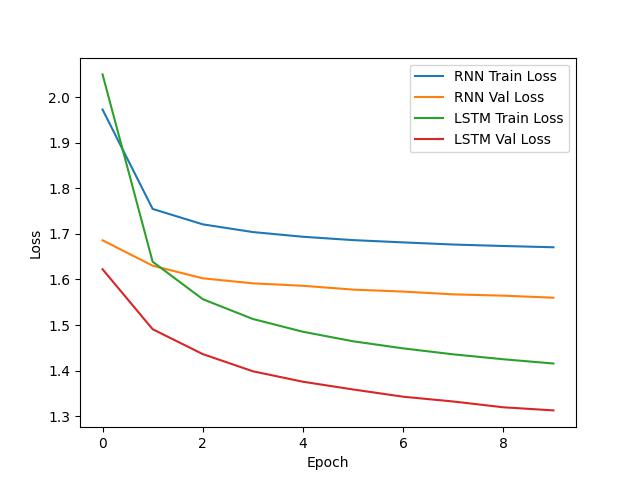 RNN Train Loss
RNN Val Loss
LSTM Train Loss
LSTM Val Loss
Loss
2.0
1.9
1.8
1.7
1.6
1.5
1.4
1.3
0
2
4
6
8
Epoch